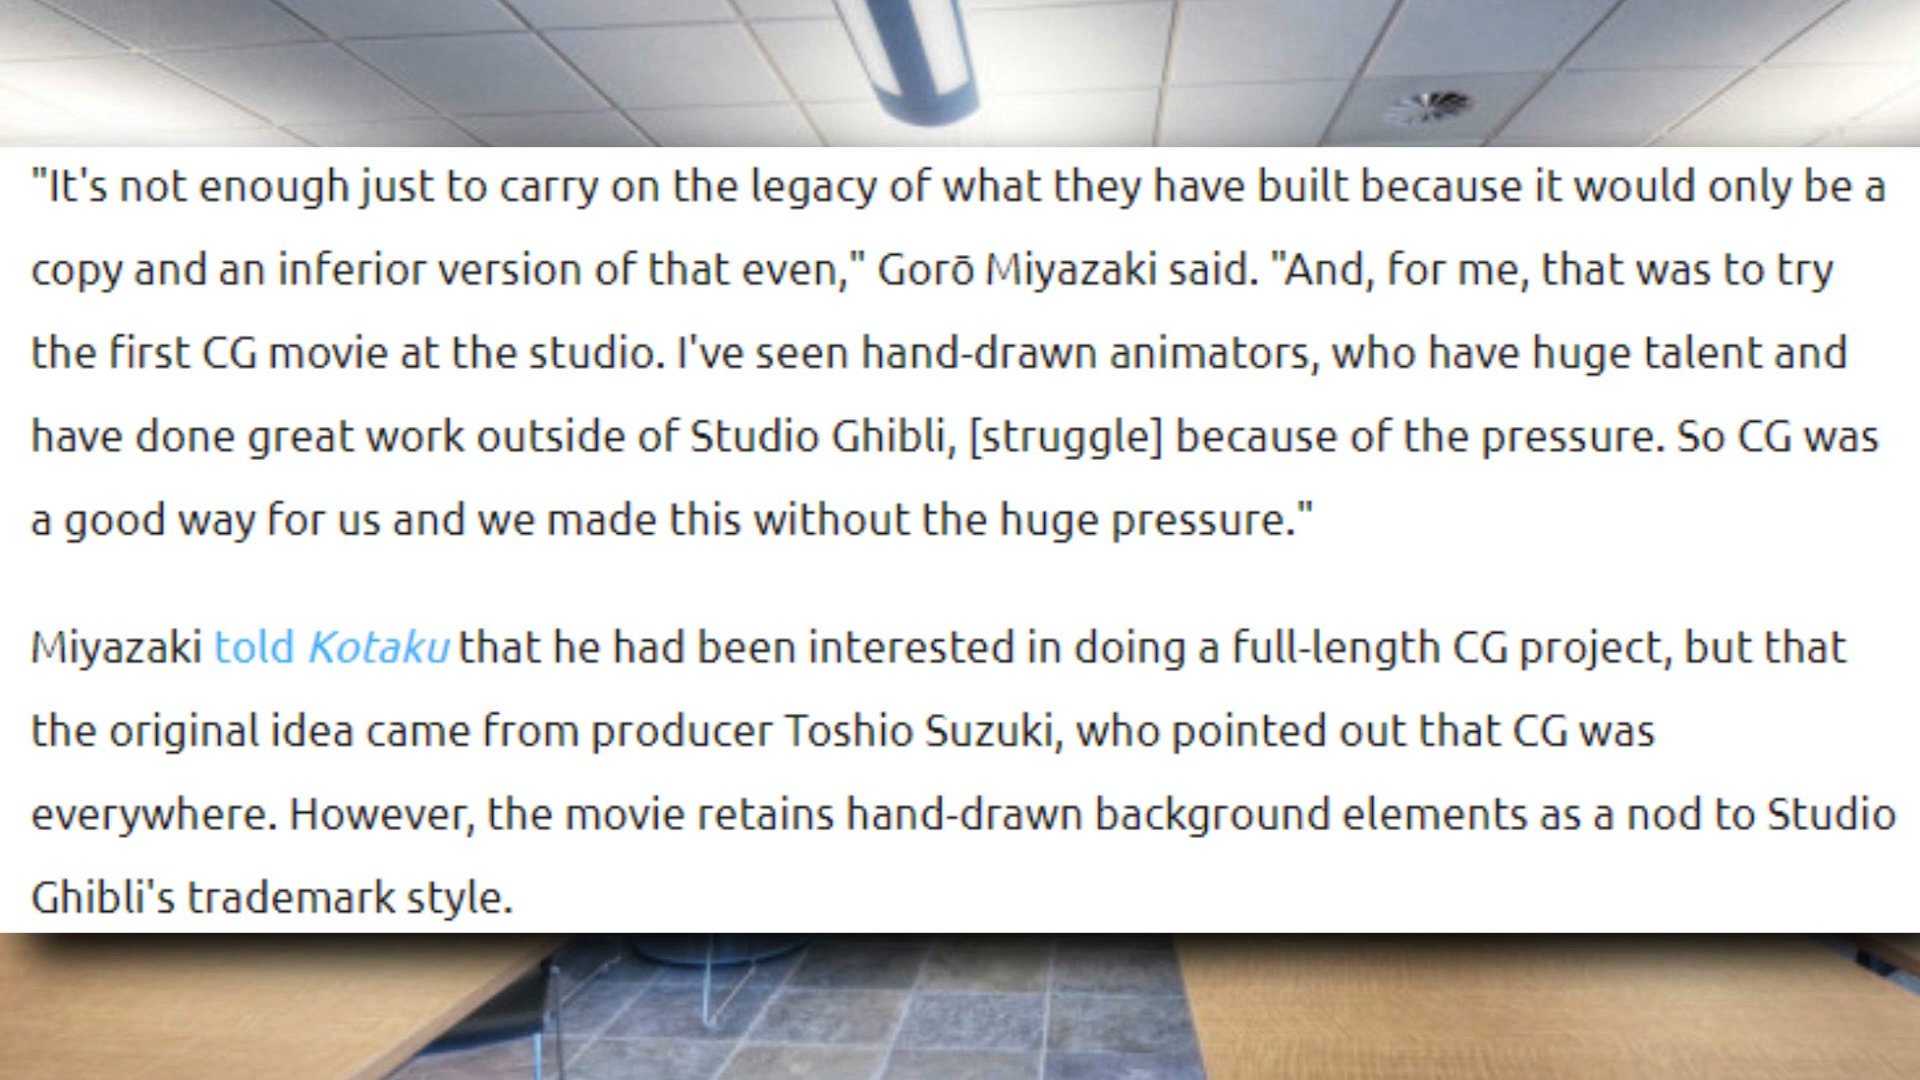 "It's not enough just to carry on the legacy of what they have built because it would only be a
copy and an inferior version of that even," Gorō Miyazaki said. "And, for me, that was to try
the first CG movie at the studio. I've seen hand-drawn animators, who have huge talent and
have done great work outside of Studio Ghibli, [struggle] because of the pressure. So CG was
a good way for us and we made this without the huge pressure."
Miyazaki told Kotaku that he had been interested in doing a full-length CG project, but that
the original idea came from producer Toshio Suzuki, who pointed out that CG was
everywhere. However, the movie retains hand-drawn background elements as a nod to Studio
Ghibli's trademark style.